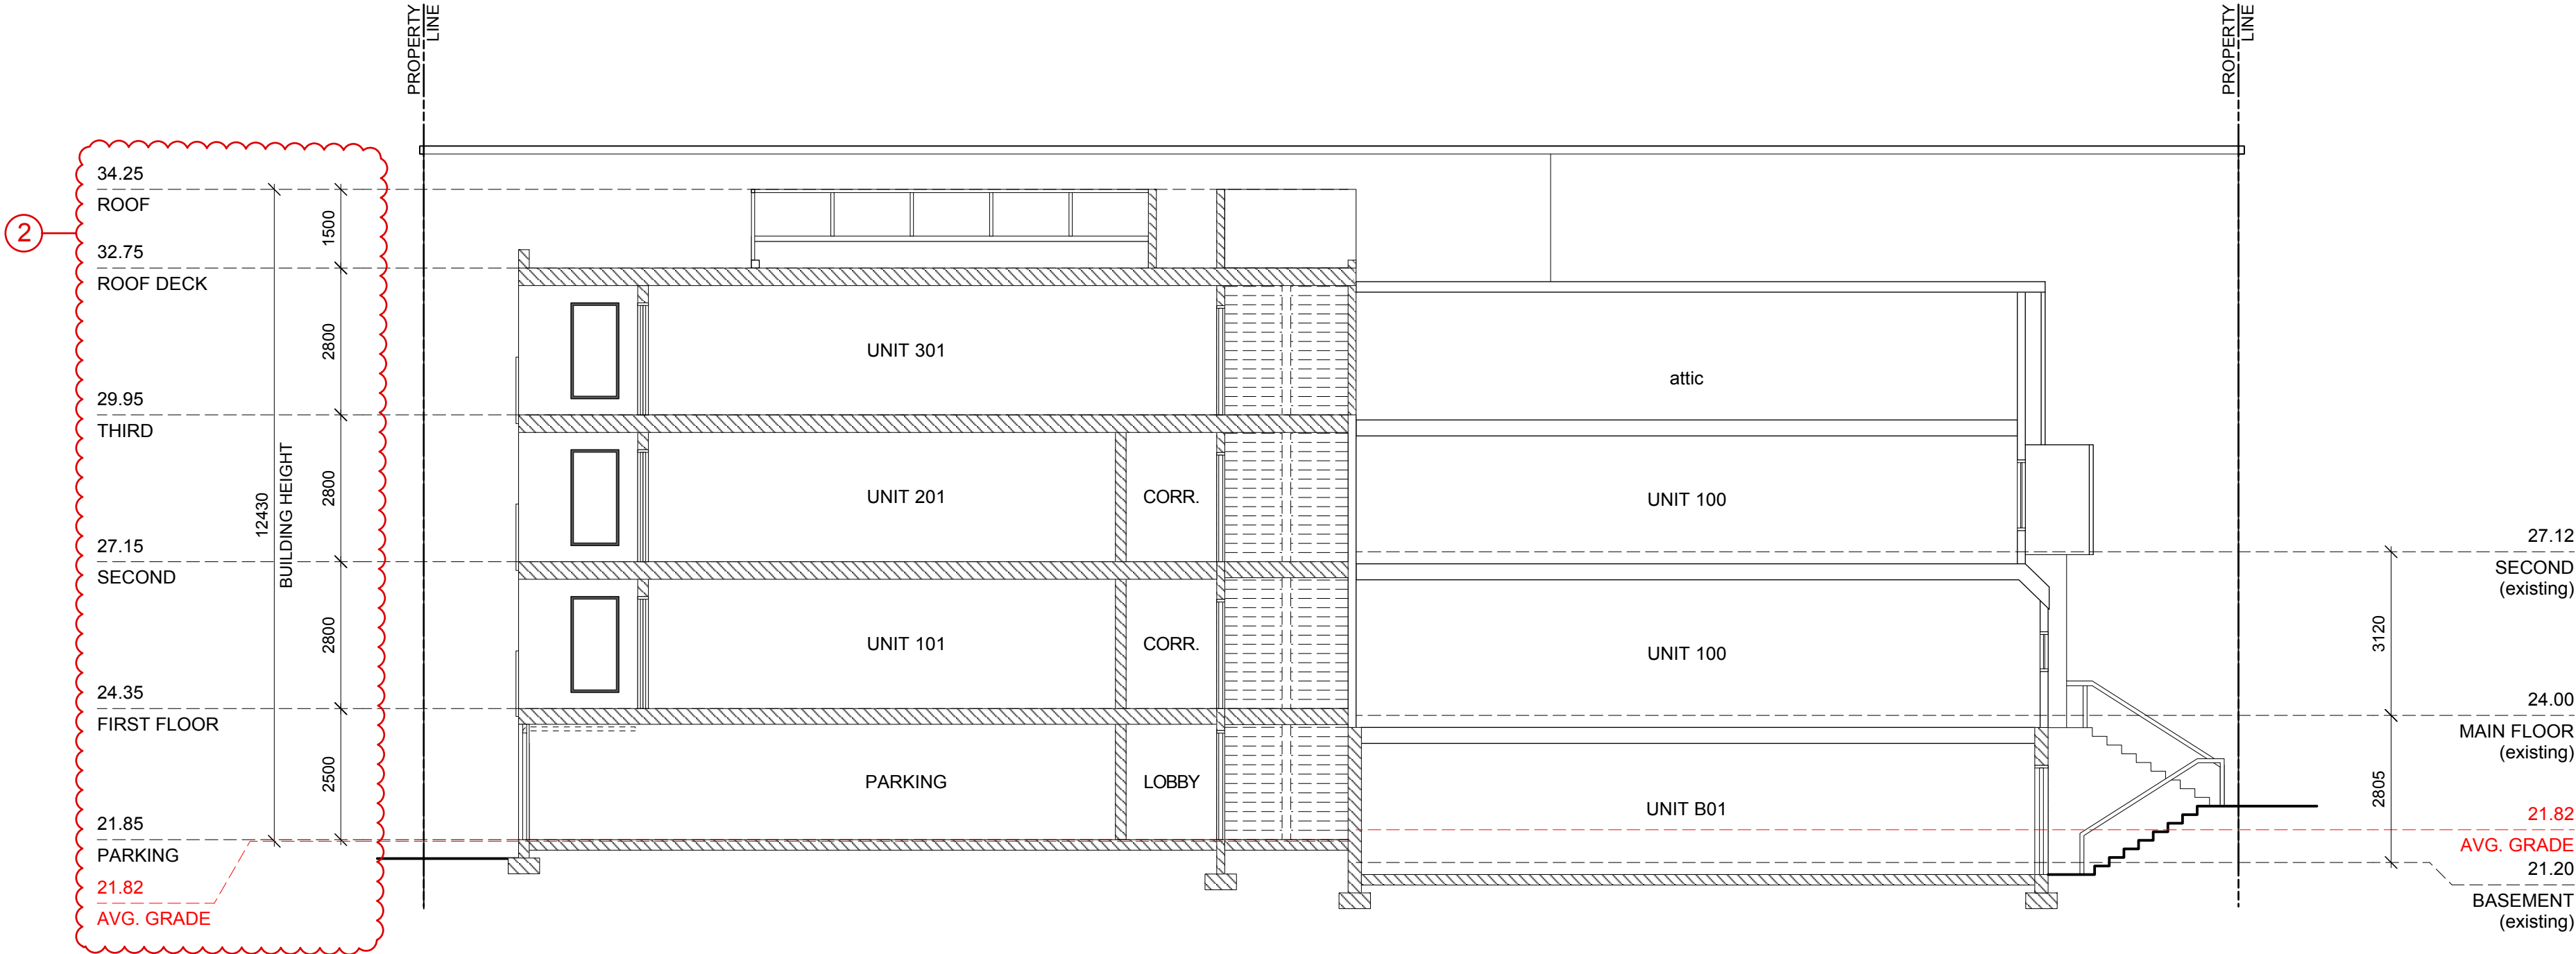 PROPERTY
LINE
PROPERTY
LINE
2
34.25
ROOF
1500
32.75
ROOF DECK
2800
UNIT 301
attic
29.95
THIRD
12430
BUILDING HEIGHT
2800
UNIT 201
CORR.
UNIT 100
27.15
SECOND
27.12
SECOND
(existing)
2800
UNIT 101
CORR.
UNIT 100
3120
24.35
FIRST FLOOR
24.00
MAIN FLOOR
(existing)
2500
PARKING
LOBBY
UNIT B01
2805
21.85
PARKING
21.82
AVG. GRADE
21.82
AVG. GRADE
21.20
BASEMENT
(existing)